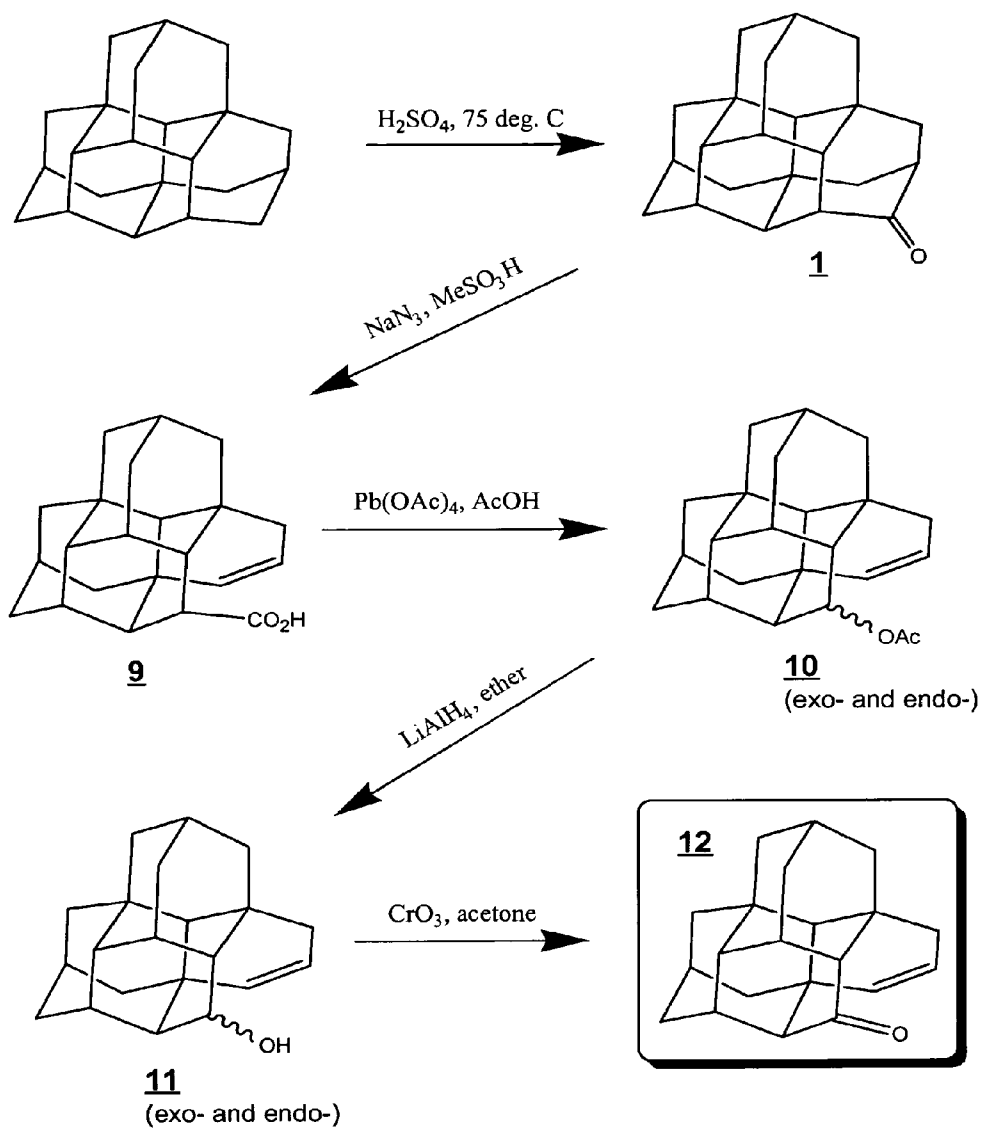 H₂SO₄, 75 deg. C
O
1
NaN₃, MeSO₃H
CO₂H
9
Pb(OAc)₄, AcOH
OAc
10
(exo- and endo-)
LiAlH₄, ether
OH
11
(exo- and endo-)
CrO₃, acetone
12
O